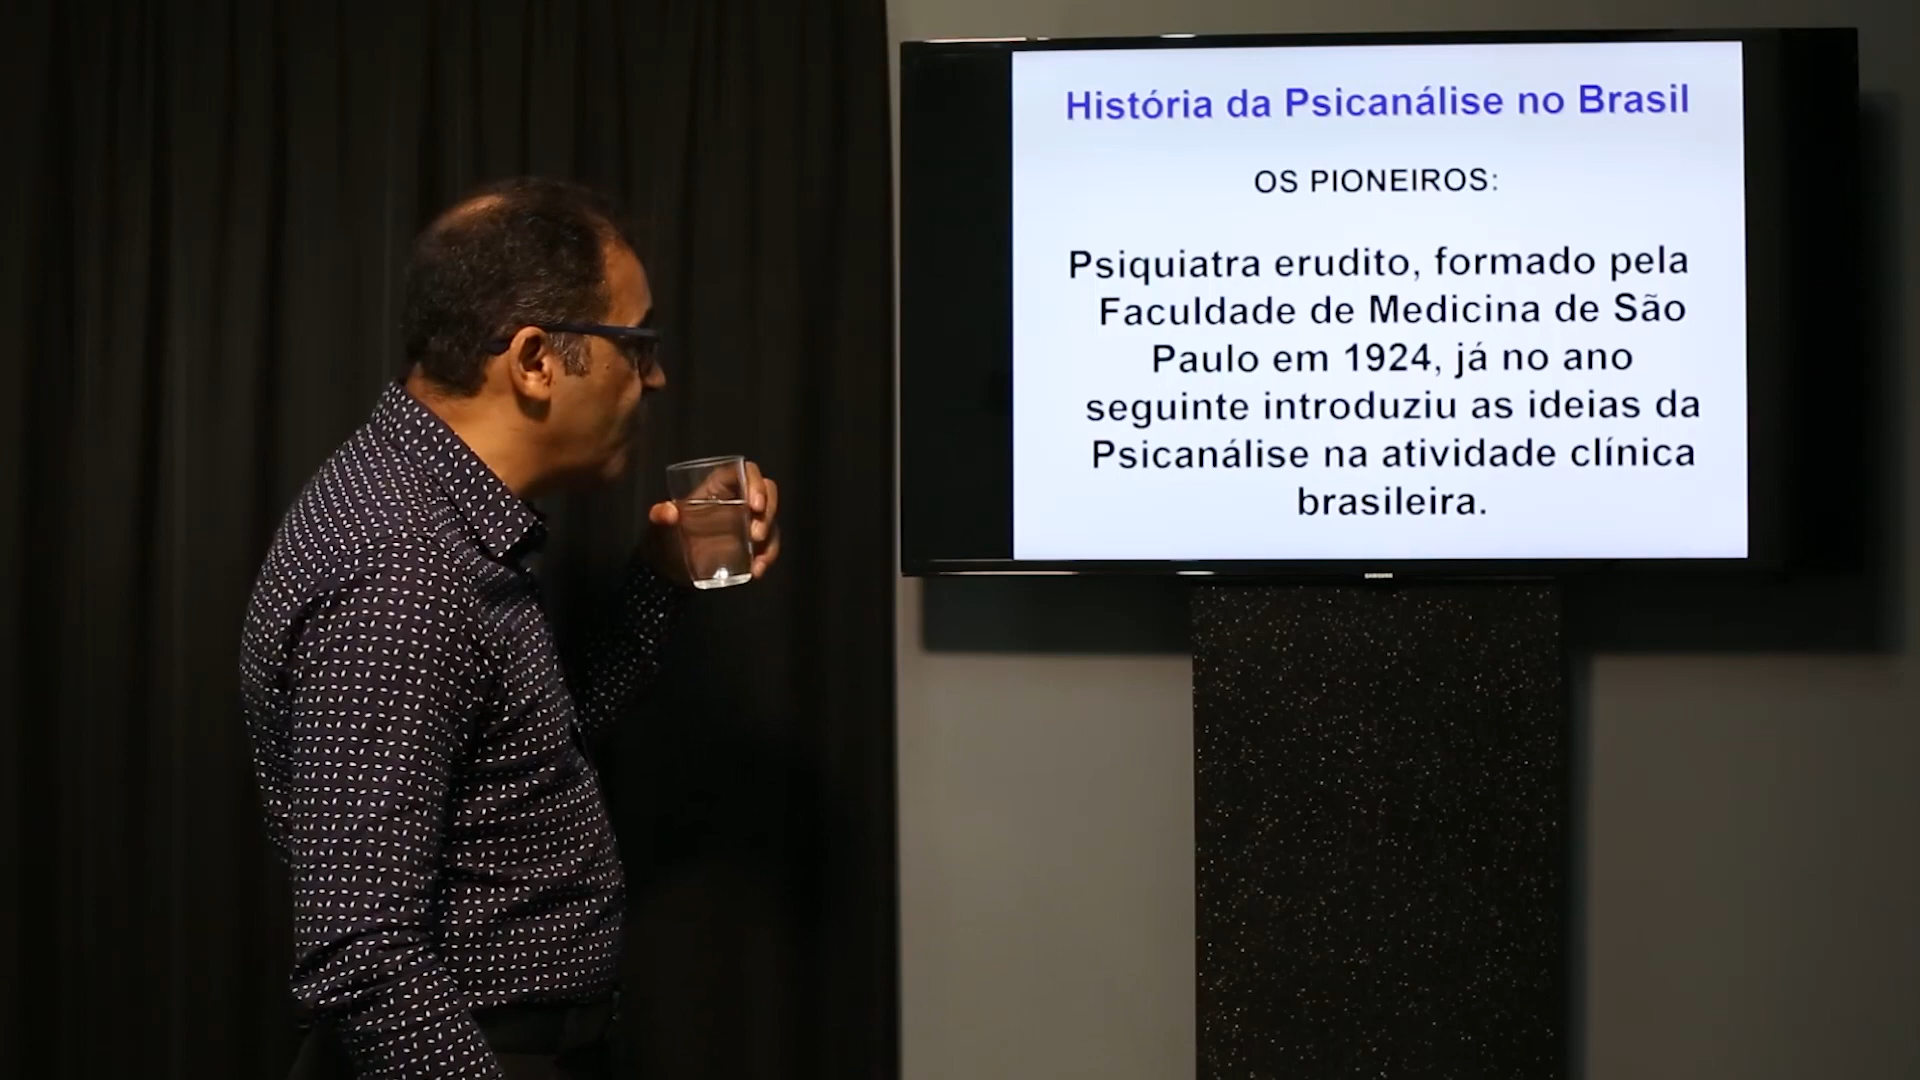 História da Psicanálise no Brasil
OS PIONEIROS:
Psiquiatra erudito, formado pela
Faculdade de Medicina de São
Paulo em 1924, já no ano
seguinte introduziu as ideias da
Psicanálise na atividade clínica
brasileira.
SAMSUNG